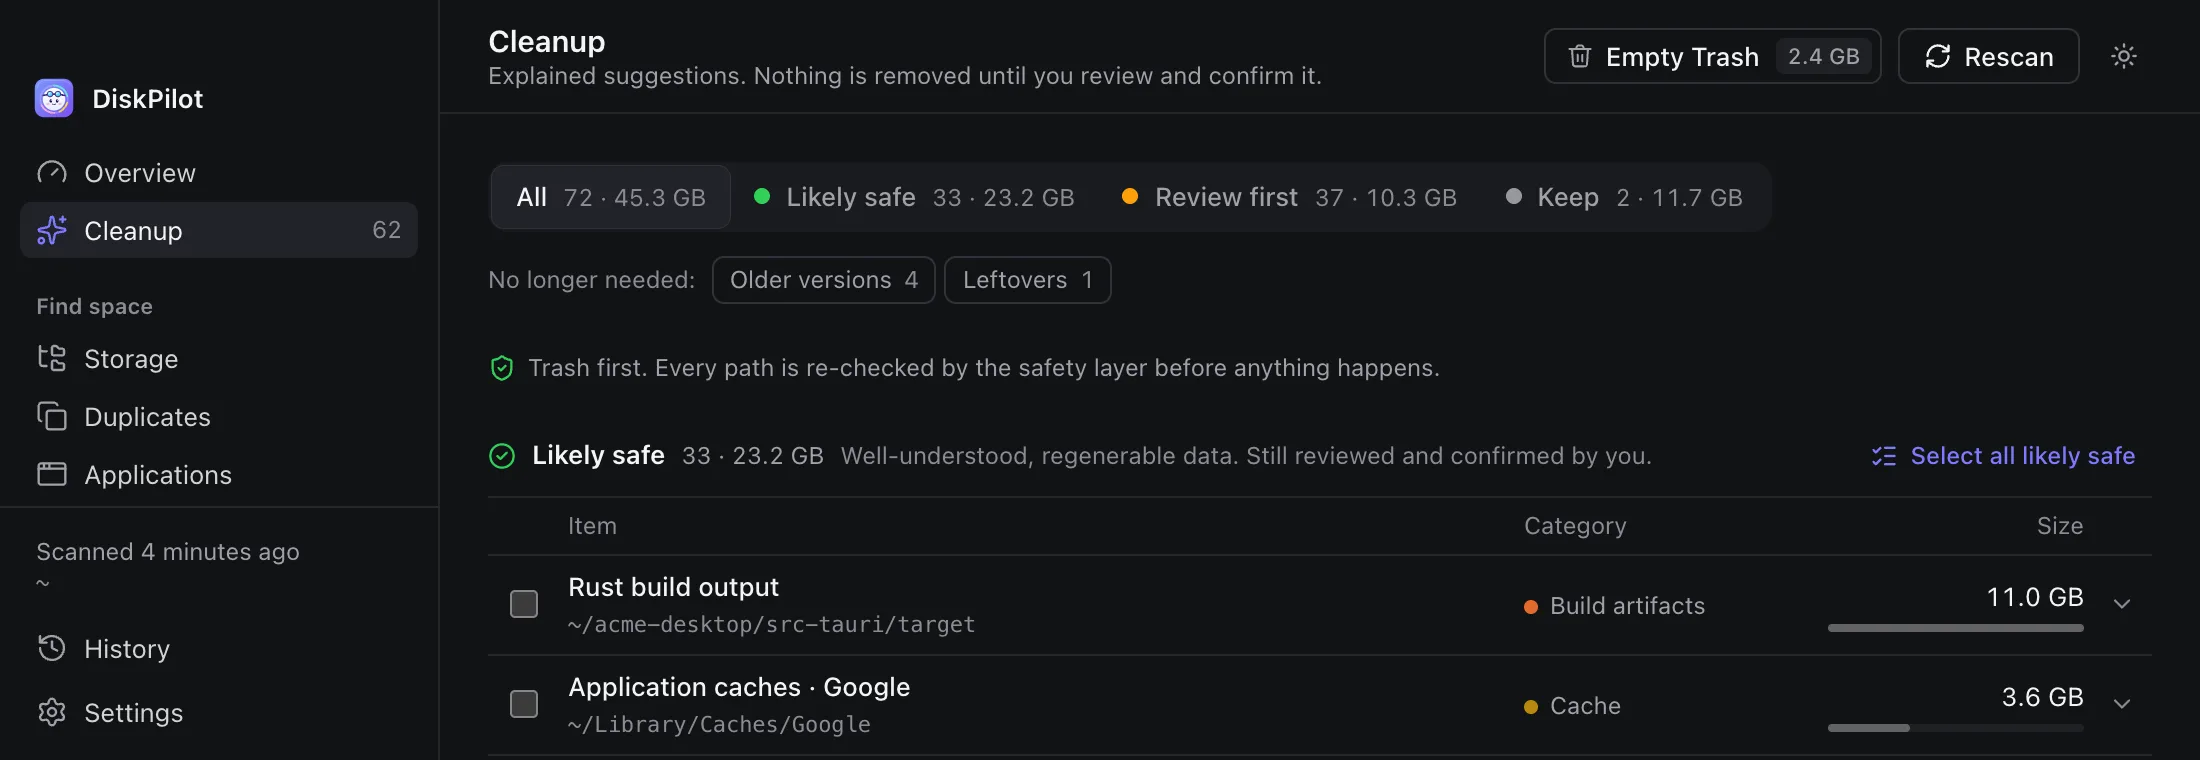 DiskPilot
Overview
Cleanup 62
Find space
Storage
Duplicates
Applications
Scanned 4 minutes ago
~
History
Settings
Cleanup
Explained suggestions. Nothing is removed until you review and confirm it.
Empty Trash 2.4 GB
Rescan
All 72 · 45.3 GB
Likely safe 33 · 23.2 GB
Review first 37 · 10.3 GB
Keep 2 · 11.7 GB
No longer needed: Older versions 4 Leftovers 1
Trash first. Every path is re-checked by the safety layer before anything happens.
Likely safe 33 · 23.2 GB Well-understood, regenerable data. Still reviewed and confirmed by you. Select all likely safe
Item Category Size
Rust build output
~/acme-desktop/src-tauri/target
Build artifacts
11.0 GB
Application caches · Google
~/Library/Caches/Google
Cache
3.6 GB